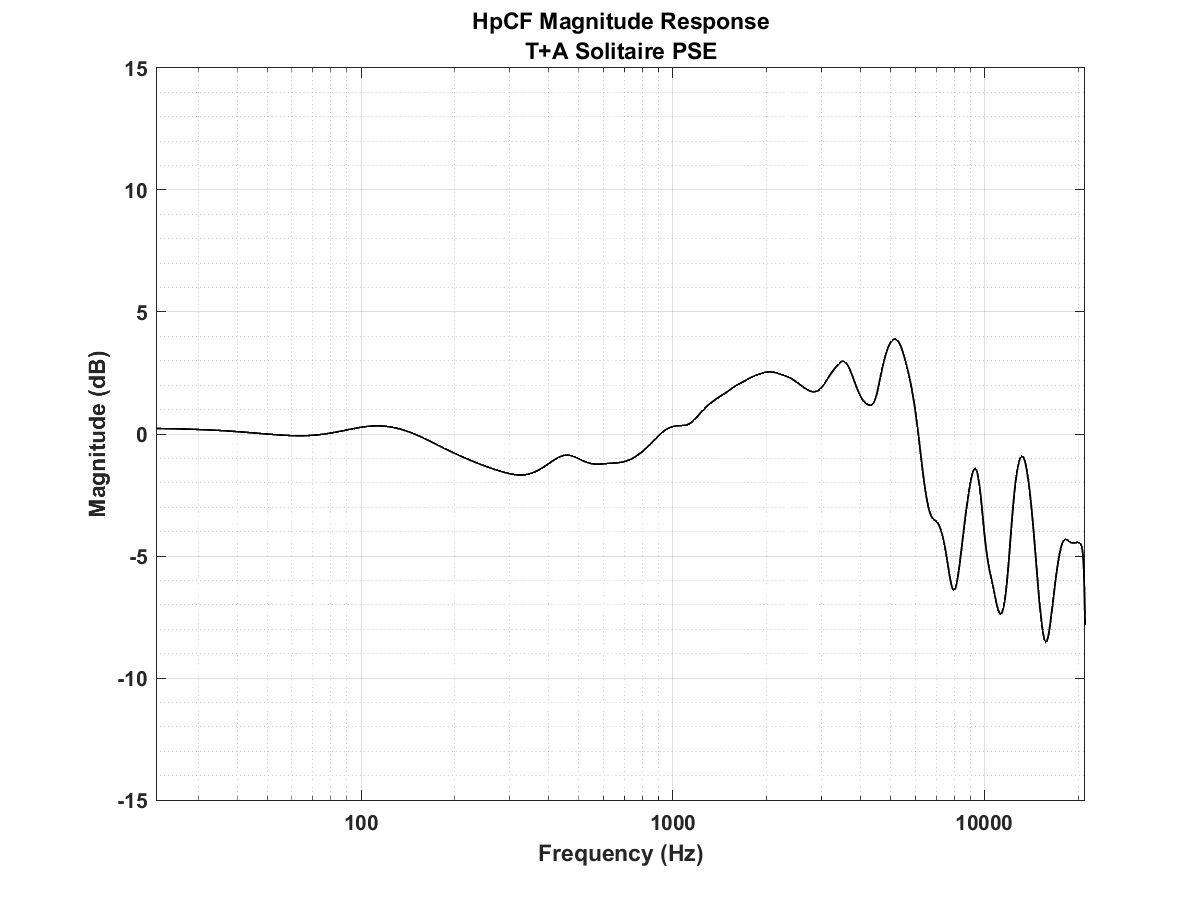 HpCF Magnitude Response
T+A Solitaire PSE
15
10
5
0
-5
-10
-15
Magnitude (dB)
100
1000
10000
Frequency (Hz)